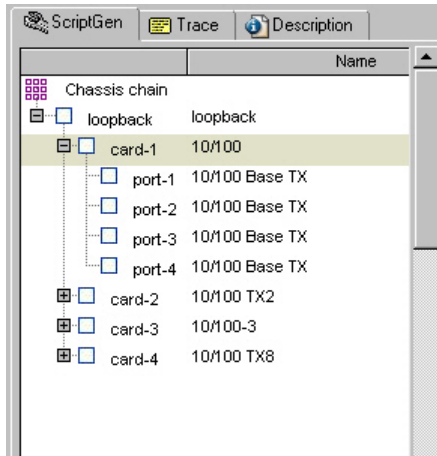 ScriptGen Trace Description
Name
Chassis chain
loopback loopback
card-1 10/100
port-1 10/100 Base TX
port-2 10/100 Base TX
port-3 10/100 Base TX
port-4 10/100 Base TX
card-2 10/100 TX2
card-3 10/100-3
card-4 10/100 TX8